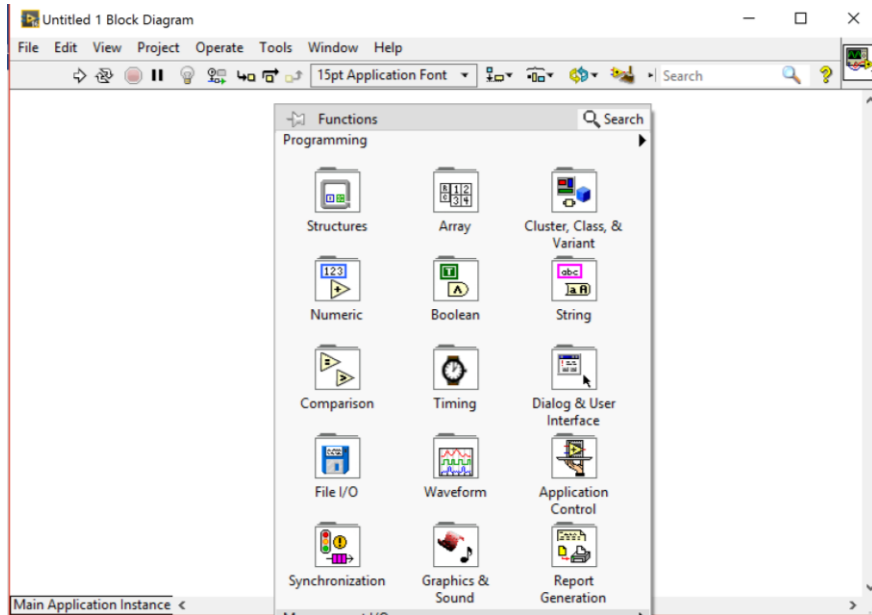 Untitled 1 Block Diagram
File Edit View Project Operate Tools Window Help
15pt Application Font Search
Functions Search
Programming
Structures Array Cluster, Class, &
Variant
123 abc
Numeric Boolean String
Comparison Timing Dialog & User
Interface
File I/O Waveform Application
Control
Synchronization Graphics & Report
Sound Generation
Main Application Instance